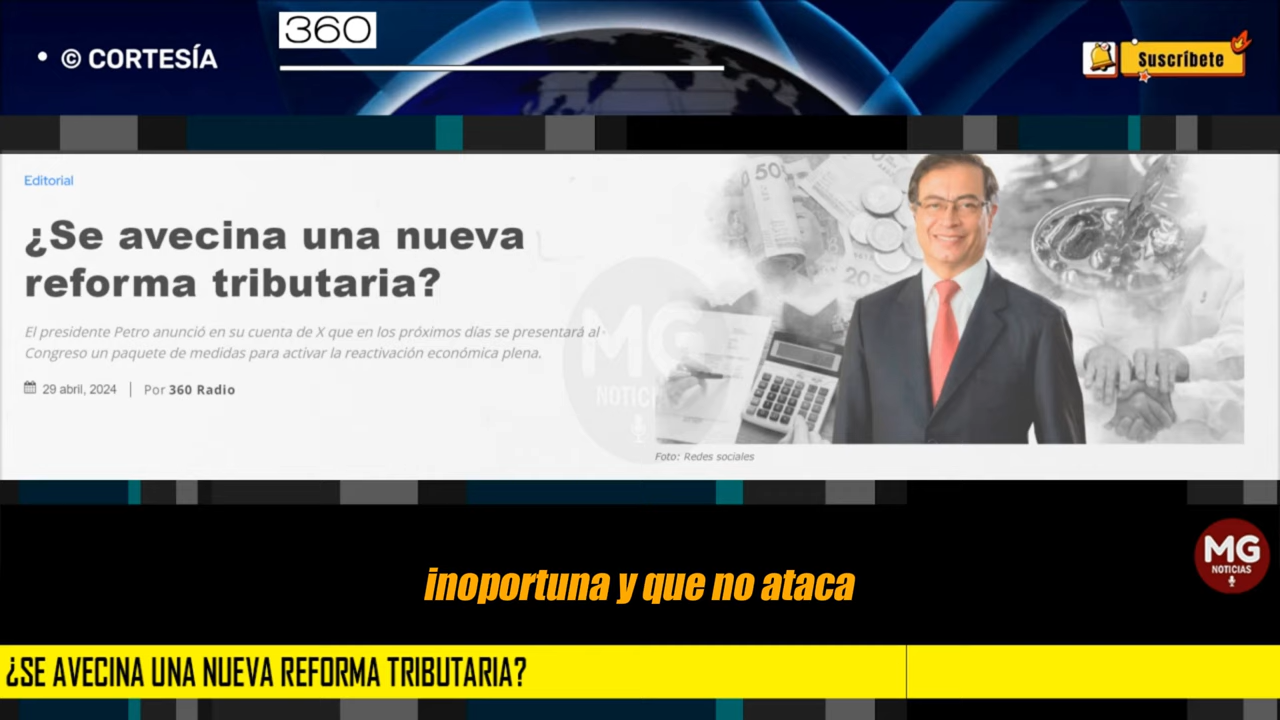 © CORTESÍA
360
Suscríbete
Editorial
¿Se avecina una nueva
reforma tributaria?
El presidente Petro anunció en su cuenta de X que en los próximos días se presentará al
Congreso un paquete de medidas para activar la reactivación económica plena.
29 abril, 2024 | Por 360 Radio
50
20
MG
NOTICI
Foto: Redes sociales
MG
NOTICIAS
inoportuna y que no ataca
¿SE AVECINA UNA NUEVA REFORMA TRIBUTARIA?